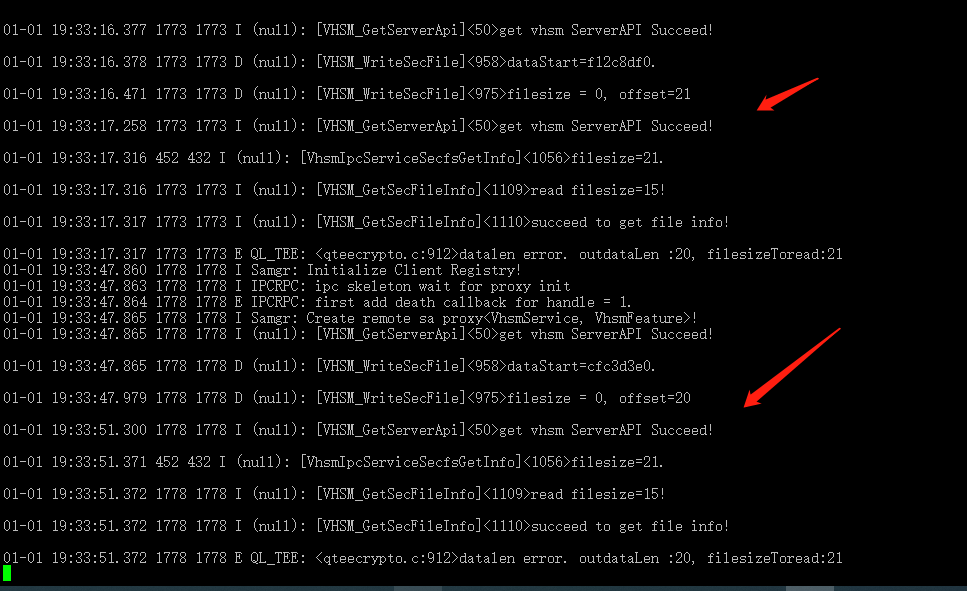 01-01 19:33:16.377 1773 1773 I (null): [VHSM_GetServerApi]<50>get vhsm ServerAPI Succeed!
01-01 19:33:16.378 1773 1773 D (null): [VHSM_WriteSecFile]<958>dataStart=f12c8df0.
01-01 19:33:16.471 1773 1773 D (null): [VHSM_WriteSecFile]<975>filesize = 0, offset=21
01-01 19:33:17.258 1773 1773 I (null): [VHSM_GetServerApi]<50>get vhsm ServerAPI Succeed!
01-01 19:33:17.316 452 432 I (null): [VhsmIpcServiceSecfsGetInfo]<1056>filesize=21.
01-01 19:33:17.316 1773 1773 I (null): [VHSM_GetSecFileInfo]<1109>read filesize=15!
01-01 19:33:17.317 1773 1773 I (null): [VHSM_GetSecFileInfo]<1110>succeed to get file info!
01-01 19:33:17.317 1773 1773 E QL_TEE: <qteecrypto.c:912>datalen error. outdataLen :20, filesizeToread:21
01-01 19:33:47.860 1778 1778 I Samgr: Initialize Client Registry!
01-01 19:33:47.863 1778 1778 I IPCRPC: ipc skeleton wait for proxy init
01-01 19:33:47.864 1778 1778 E IPCRPC: first add death callback for handle = 1.
01-01 19:33:47.865 1778 1778 I Samgr: Create remote sa proxy<VhsmService, VhsmFeature>!
01-01 19:33:47.865 1778 1778 I (null): [VHSM_GetServerApi]<50>get vhsm ServerAPI Succeed!
01-01 19:33:47.865 1778 1778 D (null): [VHSM_WriteSecFile]<958>dataStart=cfc3d3e0.
01-01 19:33:47.979 1778 1778 D (null): [VHSM_WriteSecFile]<975>filesize = 0, offset=20
01-01 19:33:51.300 1778 1778 I (null): [VHSM_GetServerApi]<50>get vhsm ServerAPI Succeed!
01-01 19:33:51.371 452 432 I (null): [VhsmIpcServiceSecfsGetInfo]<1056>filesize=21.
01-01 19:33:51.372 1778 1778 I (null): [VHSM_GetSecFileInfo]<1109>read filesize=15!
01-01 19:33:51.372 1778 1778 I (null): [VHSM_GetSecFileInfo]<1110>succeed to get file info!
01-01 19:33:51.372 1778 1778 E QL_TEE: <qteecrypto.c:912>datalen error. outdataLen :20, filesizeToread:21